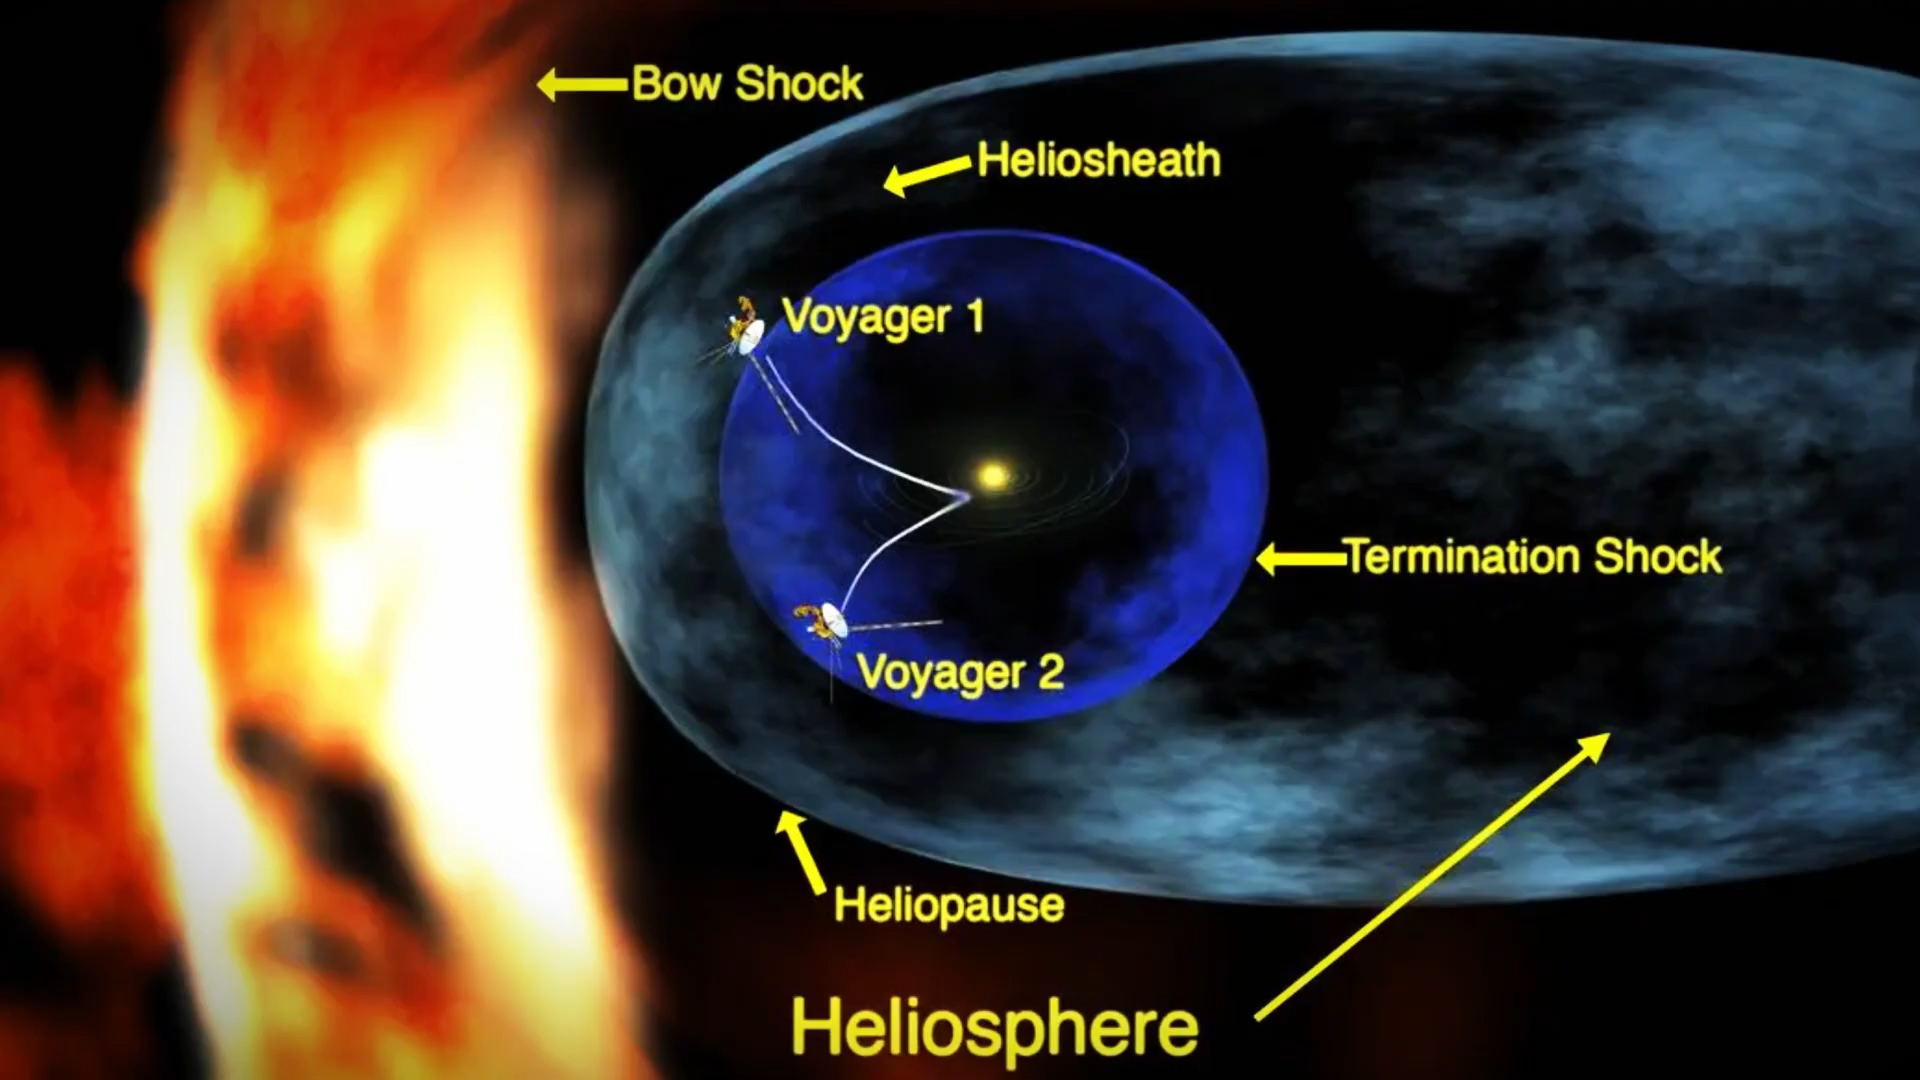 Bow Shock
Heliosheath
Voyager 1
Termination Shock
Voyager 2
Heliopause
Heliosphere